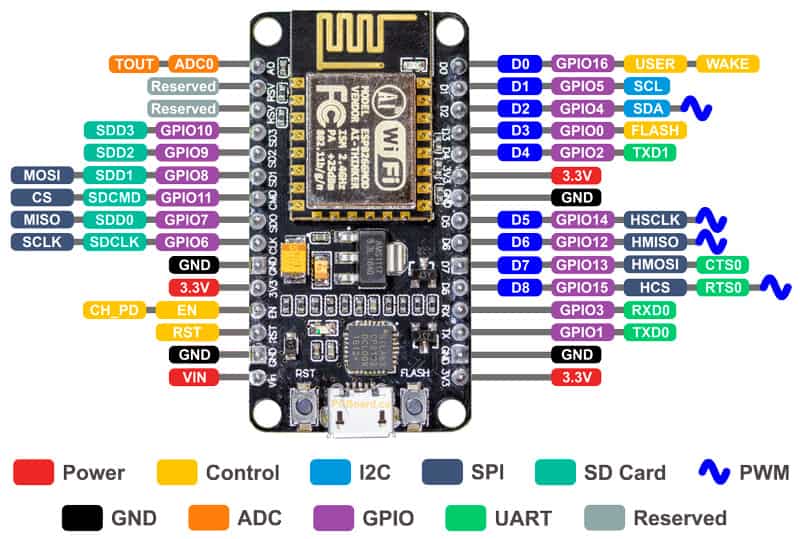 TOUT ADC0 A0 D0 D0 GPIO16 USER WAKE
Reserved RSV D1 D1 GPIO5 SCL
Reserved RSV D2 D2 GPIO4 SDA
SDD3 GPIO10 SD3 D3 D3 GPIO0 FLASH
SDD2 GPIO9 SD2 D4 D4 GPIO2 TXD1
MOSI SDD1 GPIO8 SD1 3V3 3.3V
CS SDCMD GPIO11 CMD GND GND
MISO SDD0 GPIO7 SD0 D5 D5 GPIO14 HSCLK
SCLK SDCLK GPIO6 CLK D6 D6 GPIO12 HMISO
GND GND D7 D7 GPIO13 HMOSI CTS0
3.3V 3V3 D8 D8 GPIO15 HCS RTS0
CH_PD EN EN RX GPIO3 RXD0
RST RST TX GPIO1 TXD0
GND GND GND GND
VIN Vin 3V3 3.3V
MODEL ESP8266MOD
VENDOR AI-THINKER
ISM 2.4GHz
PA +25dBm
802.11b/g/n
FC
Ai
WiFi
RST FLASH
Power Control I2C SPI SD Card PWM
GND ADC GPIO UART Reserved